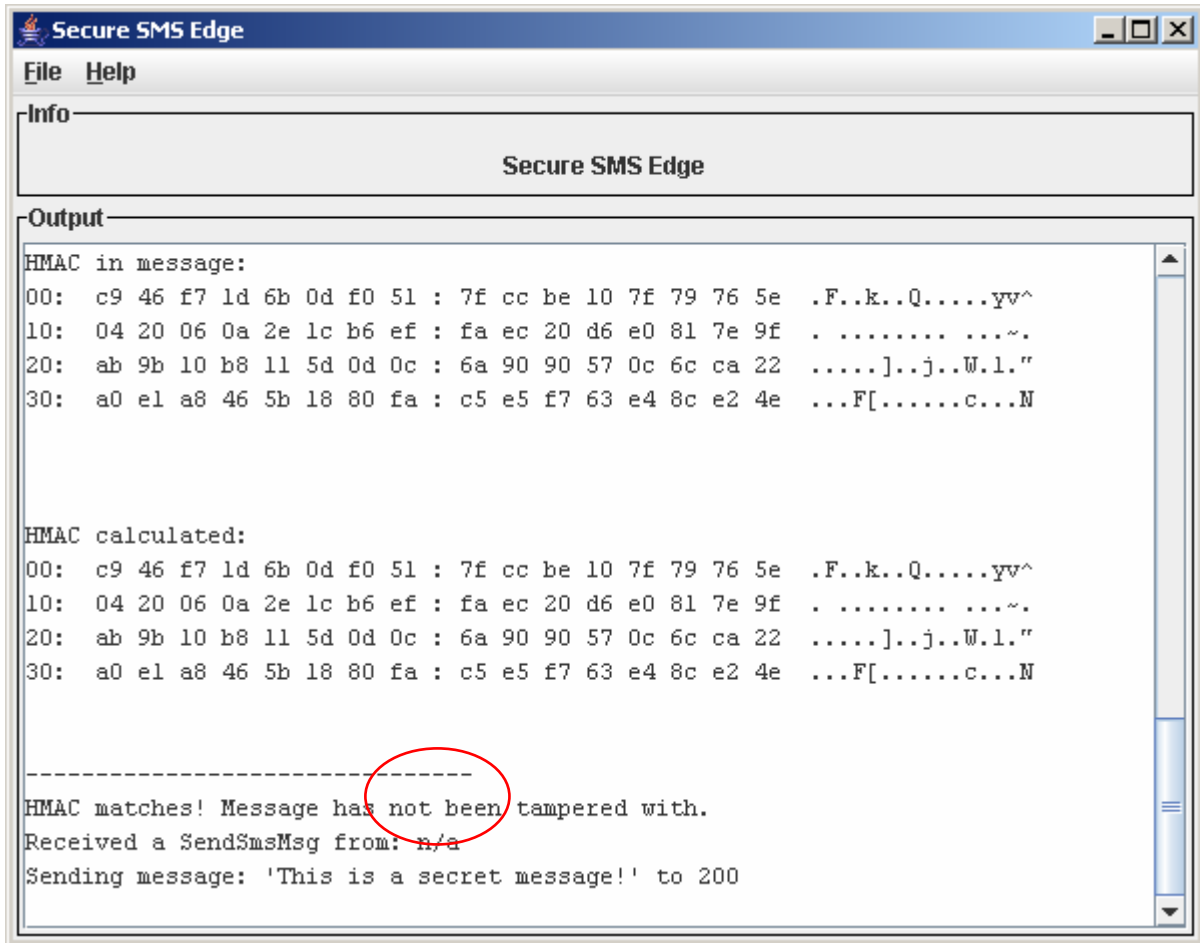 Secure SMS Edge
File Help
Info
Secure SMS Edge
Output
HMAC in message:
00: c9 46 f7 1d 6b 0d f0 51 : 7f cc be 10 7f 79 76 5e .F..k..Q.....yv^
10: 04 20 06 0a 2e 1c b6 ef : fa ec 20 d6 e0 81 7e 9f . ........ ...~.
20: ab 9b 10 b8 11 5d 0d 0c : 6a 90 90 57 0c 6c ca 22 .....]..j..W.l."
30: a0 e1 a8 46 5b 18 80 fa : c5 e5 f7 63 e4 8c e2 4e ...F[......c...N
HMAC calculated:
00: c9 46 f7 1d 6b 0d f0 51 : 7f cc be 10 7f 79 76 5e .F..k..Q.....yv^
10: 04 20 06 0a 2e 1c b6 ef : fa ec 20 d6 e0 81 7e 9f . ........ ...~.
20: ab 9b 10 b8 11 5d 0d 0c : 6a 90 90 57 0c 6c ca 22 .....]..j..W.l."
30: a0 e1 a8 46 5b 18 80 fa : c5 e5 f7 63 e4 8c e2 4e ...F[......c...N
--------------------------------
HMAC matches! Message has not been tampered with.
Received a SendSmsMsg from: n/a
Sending message: 'This is a secret message!' to 200